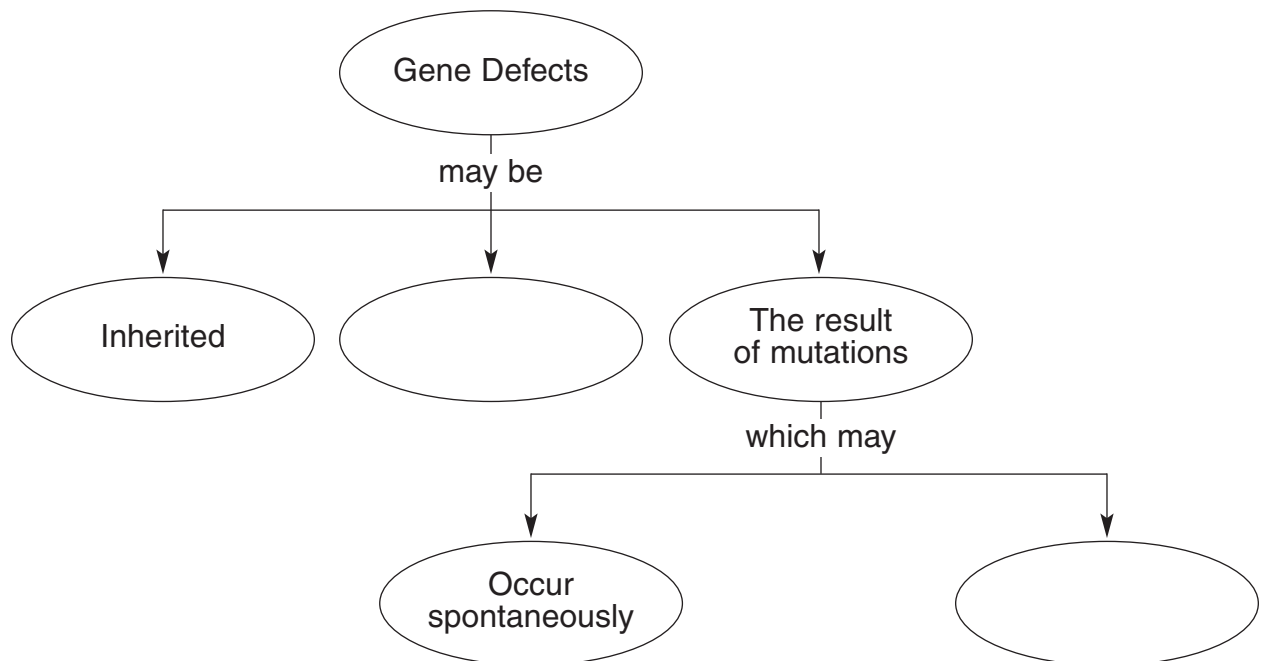 Gene Defects
may be
Inherited
The result
of mutations
which may
Occur
spontaneously